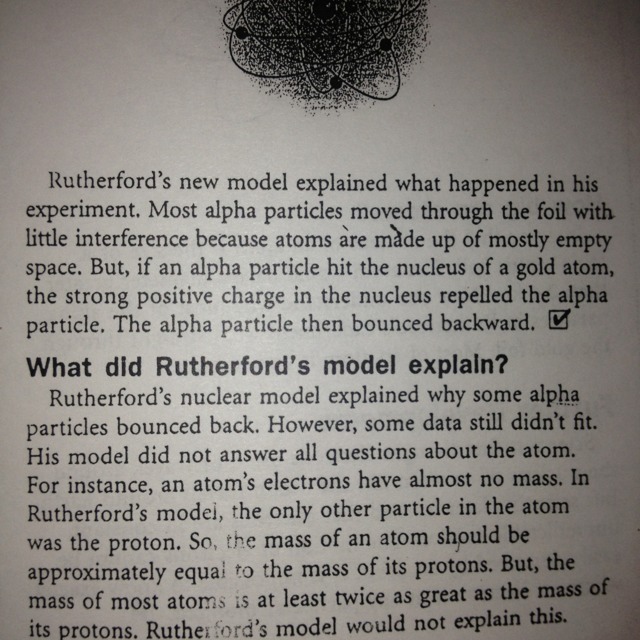 Rutherford's new model explained what happened in his
experiment. Most alpha particles moved through the foil with
little interference because atoms are made up of mostly empty
space. But, if an alpha particle hit the nucleus of a gold atom,
the strong positive charge in the nucleus repelled the alpha
particle. The alpha particle then bounced backward. ☑
What did Rutherford's model explain?
Rutherford's nuclear model explained why some alpha
particles bounced back. However, some data still didn't fit.
His model did not answer all questions about the atom.
For instance, an atom's electrons have almost no mass. In
Rutherford's model, the only other particle in the atom
was the proton. So, the mass of an atom should be
approximately equal to the mass of its protons. But, the
mass of most atoms is at least twice as great as the mass of
its protons. Rutherford's model would not explain this.